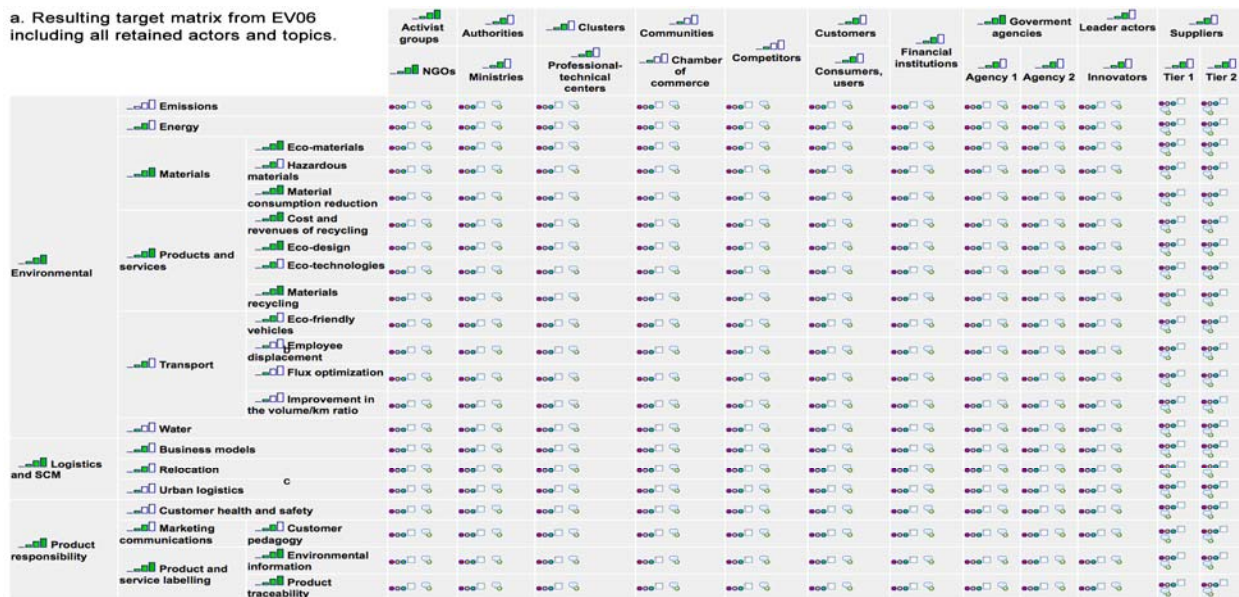 a. Resulting target matrix from EV06
including all retained actors and topics.
Activist
groups
Authorities
Clusters
Communities
Competitors
Customers
Financial
institutions
Goverment
agencies
Leader actors
Suppliers
NGOs
Ministries
Professional-
technical
centers
Chamber
of
commerce
Consumers,
users
Agency 1
Agency 2
Innovators
Tier 1
Tier 2
Environmental
Emissions
Energy
Materials
Eco-materials
Hazardous
materials
Material
consumption reduction
Products and
services
Cost and
revenues of recycling
Eco-design
Eco-technologies
Materials
recycling
Transport
Eco-friendly
vehicles
b
Employee
displacement
Flux optimization
Improvement in
the volume/km ratio
Water
Logistics
and SCM
Business models
Relocation
c
Urban logistics
Product
responsibility
Customer health and safety
Marketing
communications
Customer
pedagogy
Product and
service labelling
Environmental
information
Product
traceability